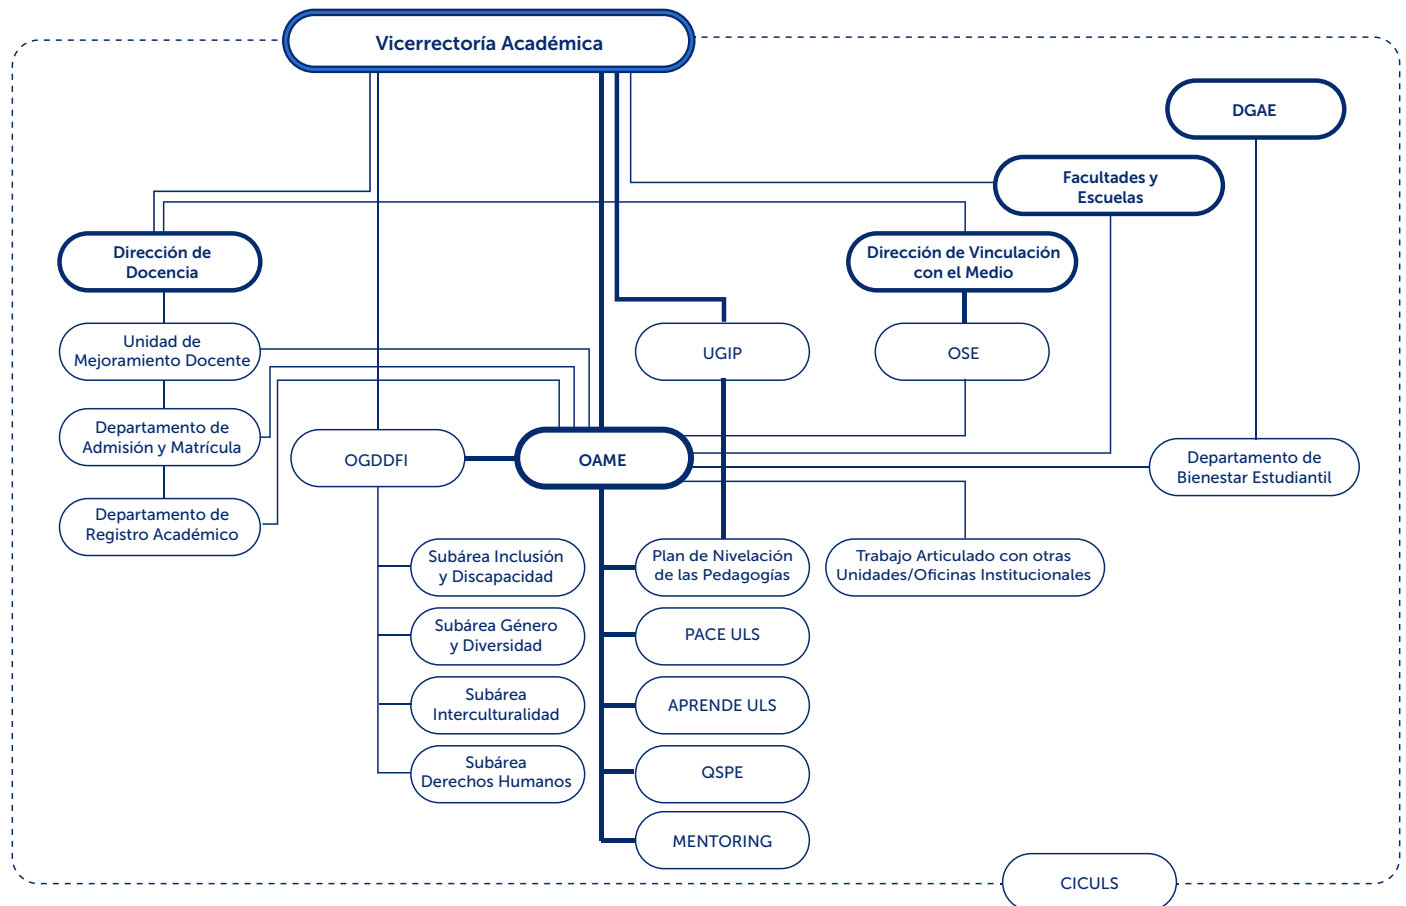 Vicerrectoría Académica
DGAE
Facultades y
Escuelas
Dirección de
Docencia
Dirección de Vinculación
con el Medio
Unidad de
Mejoramiento Docente
UGIP
OSE
Departamento de
Admisión y Matrícula
OGDDFI
OAME
Departamento de
Bienestar Estudiantil
Departamento de
Registro Académico
Subárea Inclusión
y Discapacidad
Plan de Nivelación
de las Pedagogías
Trabajo Articulado con otras
Unidades/Oficinas Institucionales
Subárea Género
y Diversidad
PACE ULS
Subárea
Interculturalidad
APRENDE ULS
Subárea
Derechos Humanos
QSPE
MENTORING
CICULS